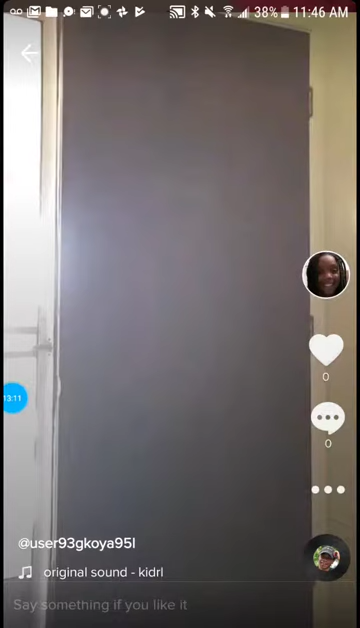 38% 11:46 AM
0
13:11
0
@user93gkoya95l
original sound - kidrl
Say something if you like it